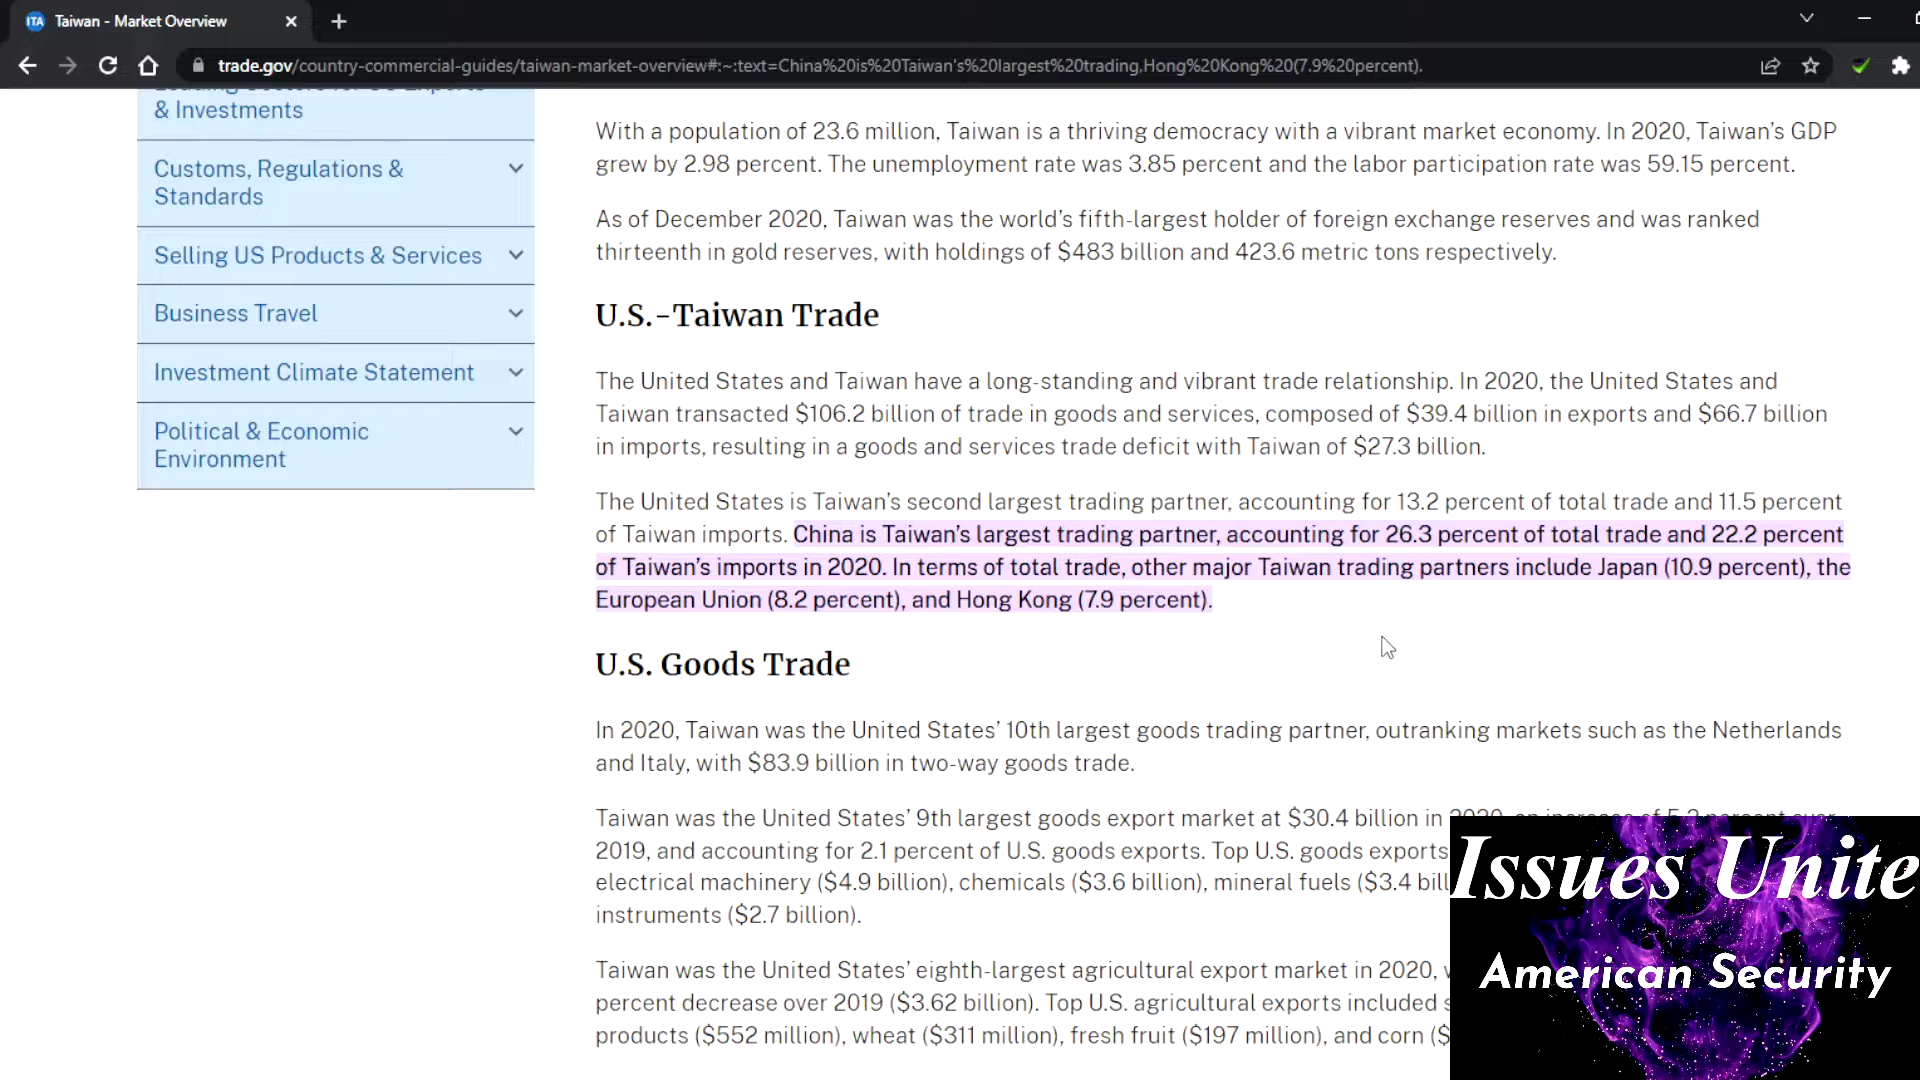 Taiwan - Market Overview
trade.gov/country-commercial-guides/taiwan-market-overview#:~:text=China%20is%20Taiwan's%20largest%20trading,Hong%20Kong%20(7.9%20percent).
& Investments
Customs, Regulations &
Standards
Selling US Products & Services
Business Travel
Investment Climate Statement
Political & Economic
Environment
With a population of 23.6 million, Taiwan is a thriving democracy with a vibrant market economy. In 2020, Taiwan's GDP
grew by 2.98 percent. The unemployment rate was 3.85 percent and the labor participation rate was 59.15 percent.
As of December 2020, Taiwan was the world's fifth-largest holder of foreign exchange reserves and was ranked
thirteenth in gold reserves, with holdings of $483 billion and 423.6 metric tons respectively.
U.S.-Taiwan Trade
The United States and Taiwan have a long-standing and vibrant trade relationship. In 2020, the United States and
Taiwan transacted $106.2 billion of trade in goods and services, composed of $39.4 billion in exports and $66.7 billion
in imports, resulting in a goods and services trade deficit with Taiwan of $27.3 billion.
The United States is Taiwan's second largest trading partner, accounting for 13.2 percent of total trade and 11.5 percent
of Taiwan imports. China is Taiwan's largest trading partner, accounting for 26.3 percent of total trade and 22.2 percent
of Taiwan's imports in 2020. In terms of total trade, other major Taiwan trading partners include Japan (10.9 percent), the
European Union (8.2 percent), and Hong Kong (7.9 percent).
U.S. Goods Trade
In 2020, Taiwan was the United States' 10th largest goods trading partner, outranking markets such as the Netherlands
and Italy, with $83.9 billion in two-way goods trade.
Taiwan was the United States' 9th largest goods export market at $30.4 billion in
2019, and accounting for 2.1 percent of U.S. goods exports. Top U.S. goods exports
electrical machinery ($4.9 billion), chemicals ($3.6 billion), mineral fuels ($3.4 bill
instruments ($2.7 billion).
Taiwan was the United States' eighth-largest agricultural export market in 2020,
percent decrease over 2019 ($3.62 billion). Top U.S. agricultural exports included
products ($552 million), wheat ($311 million), fresh fruit ($197 million), and corn ($
Issues Unite
American Security
ITA